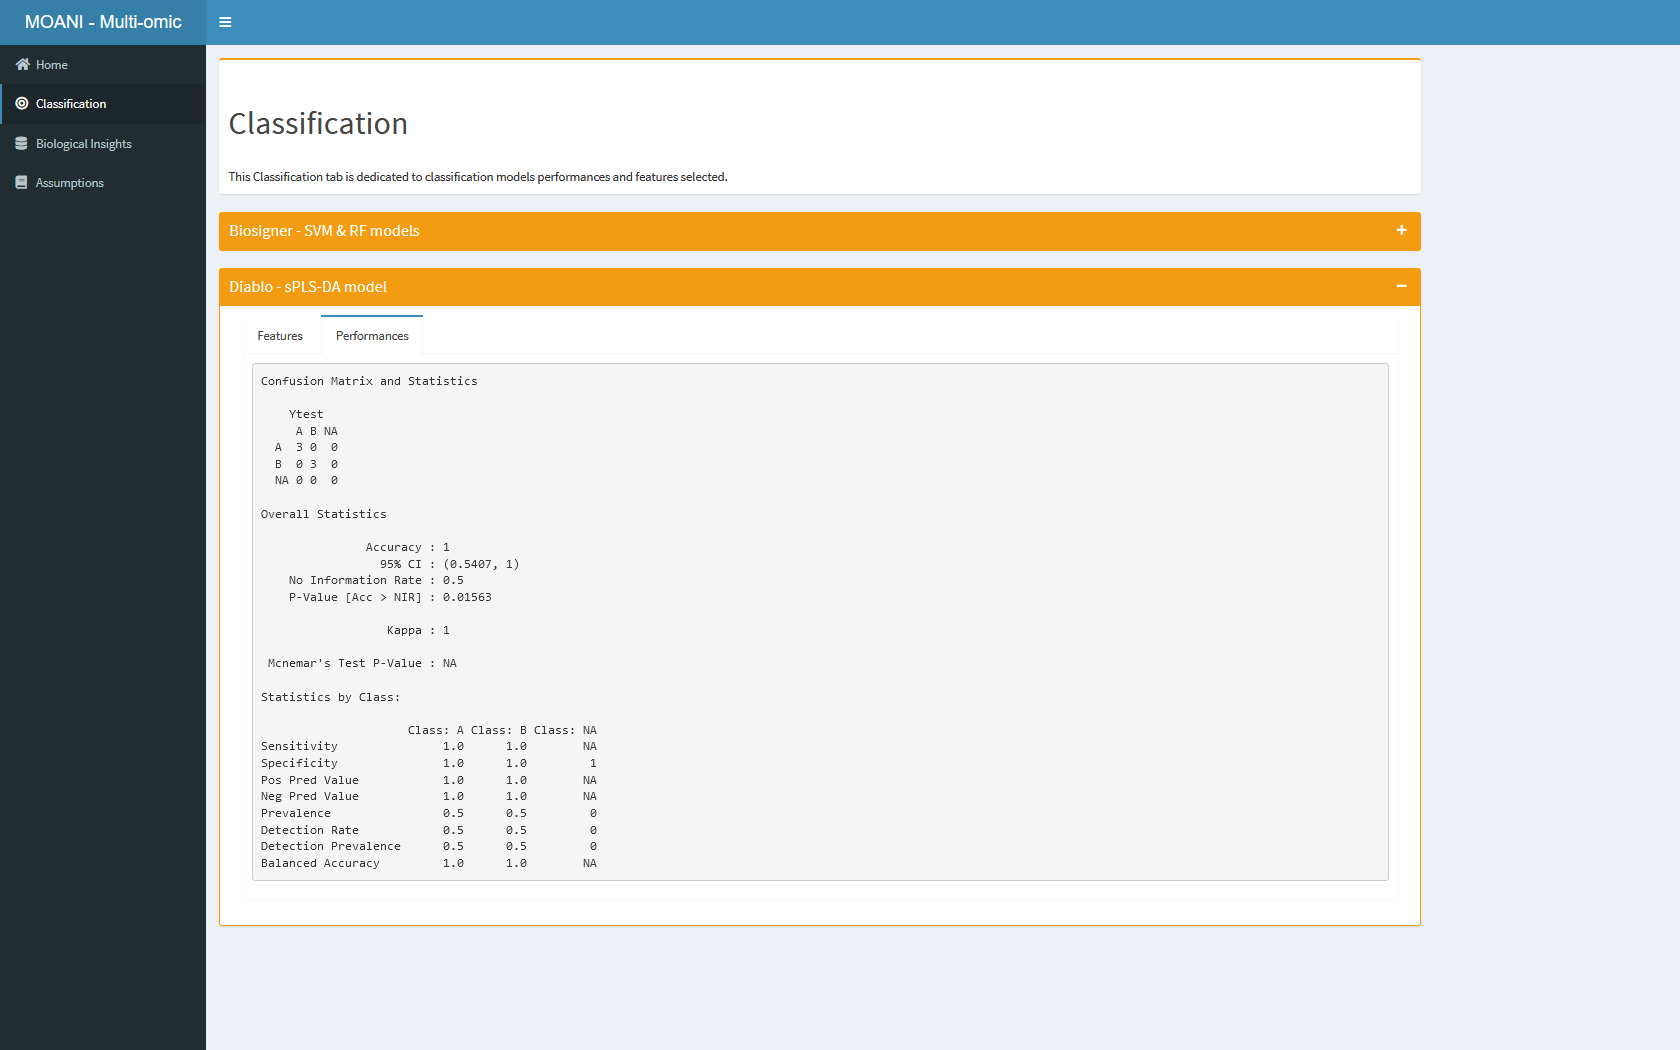 MOANI - Multi-omic
Home
Classification
Biological Insights
Assumptions
Classification
This Classification tab is dedicated to classification models performances and features selected.
Biosigner - SVM & RF models
Diablo - sPLS-DA model
Features Performances
Confusion Matrix and Statistics
Ytest
A B NA
A 3 0 0
B 0 3 0
NA 0 0 0
Overall Statistics
Accuracy : 1
95% CI : (0.5407, 1)
No Information Rate : 0.5
P-Value [Acc > NIR] : 0.01563
Kappa : 1
Mcnemar's Test P-Value : NA
Statistics by Class:
Class: A Class: B Class: NA
Sensitivity 1.0 1.0 NA
Specificity 1.0 1.0 1
Pos Pred Value 1.0 1.0 NA
Neg Pred Value 1.0 1.0 NA
Prevalence 0.5 0.5 0
Detection Rate 0.5 0.5 0
Detection Prevalence 0.5 0.5 0
Balanced Accuracy 1.0 1.0 NA